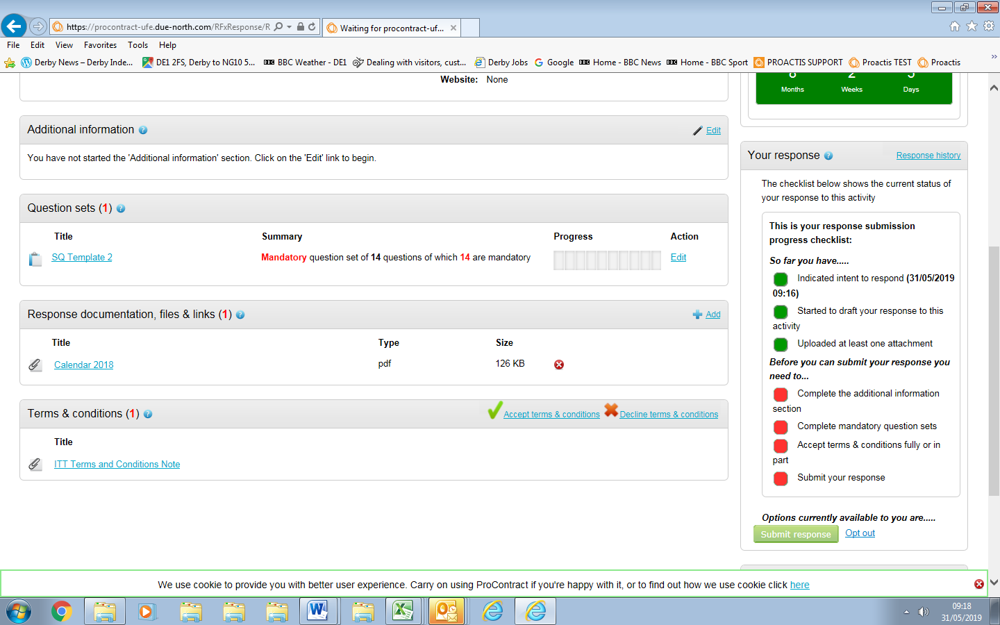 https://procontract-ufe.due-north.com/RFxResponse/R
Waiting for procontract-uf...
File Edit View Favorites Tools Help
Derby News – Derby Inde... DE1 2FS, Derby to NG10 5... BBC Weather - DE1 Dealing with visitors, cust... Derby Jobs Google Home - BBC News Home - BBC Sport PROACTIS SUPPORT Proactis TEST Proactis
Website: None
Months Weeks Days
Additional information
Edit
You have not started the 'Additional information' section. Click on the 'Edit' link to begin.
Question sets (1)
Title Summary Progress Action
SQ Template 2 Mandatory question set of 14 questions of which 14 are mandatory Edit
Response documentation, files & links (1)
Add
Title Type Size
Calendar 2018 pdf 126 KB
Terms & conditions (1)
Accept terms & conditions Decline terms & conditions
Title
ITT Terms and Conditions Note
Your response
Response history
The checklist below shows the current status of
your response to this activity
This is your response submission
progress checklist:
So far you have.....
Indicated intent to respond (31/05/2019
09:16)
Started to draft your response to this
activity
Uploaded at least one attachment
Before you can submit your response you
need to...
Complete the additional information
section
Complete mandatory question sets
Accept terms & conditions fully or in
part
Submit your response
Options currently available to you are.....
Submit response Opt out
We use cookie to provide you with better user experience. Carry on using ProContract if you're happy with it, or to find out how we use cookie click here
09:18
31/05/2019